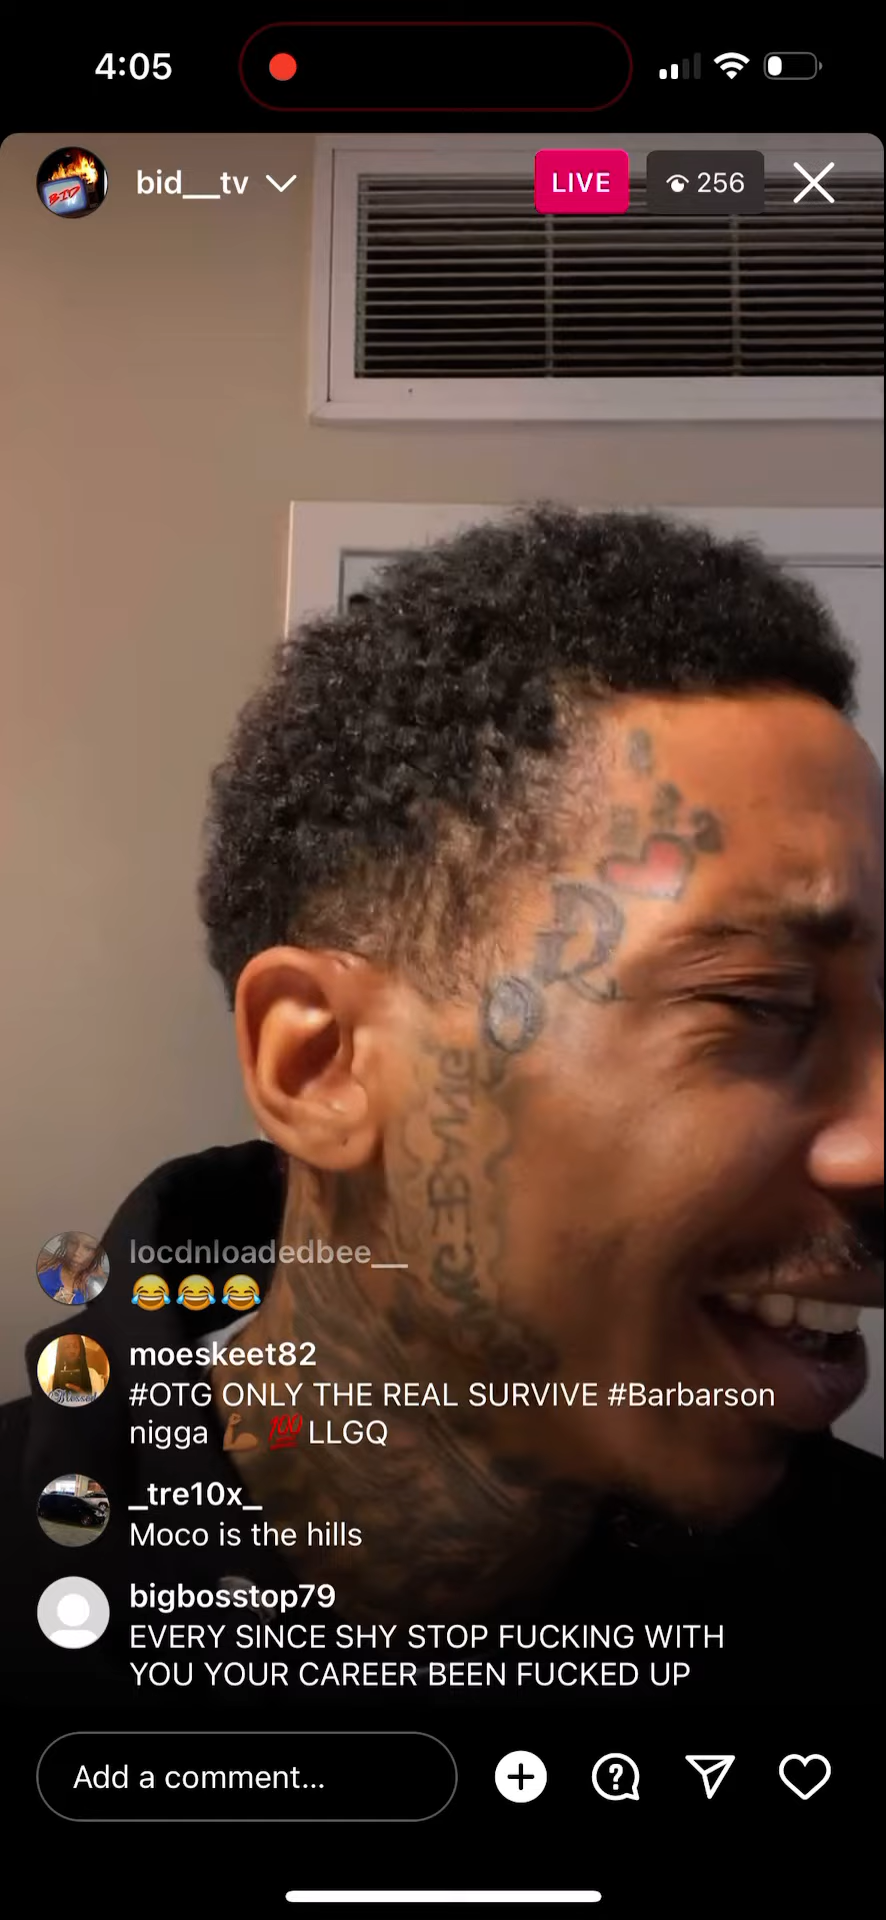 4:05
bid__tv
LIVE
256
BID
locdnloadedbee__
😂😂😂
moeskeet82
#OTG ONLY THE REAL SURVIVE #Barbarson
nigga 💪🏾 💯 LLGQ
_tre10x_
Moco is the hills
bigbosstop79
EVERY SINCE SHY STOP FUCKING WITH
YOU YOUR CAREER BEEN FUCKED UP
Add a comment...